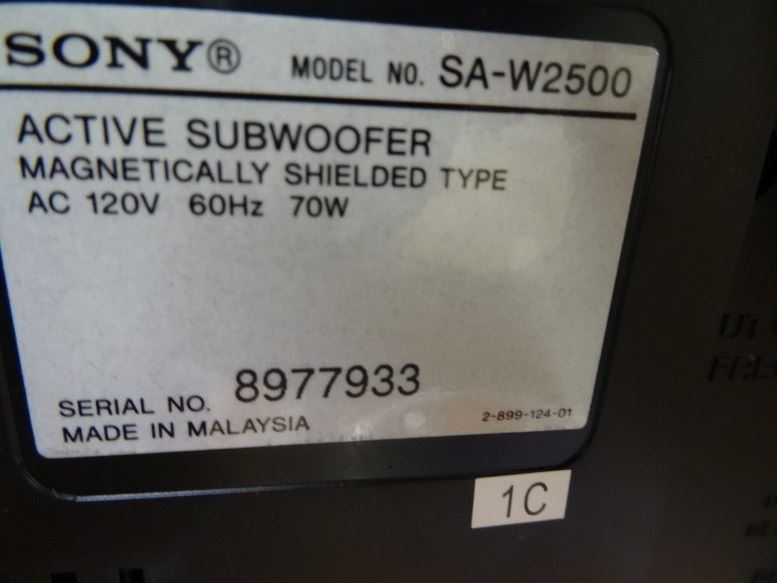 SONY® MODEL NO. SA-W2500
ACTIVE SUBWOOFER
MAGNETICALLY SHIELDED TYPE
AC 120V 60Hz 70W
SERIAL NO. 8977933
MADE IN MALAYSIA 2-899-124-01
1C